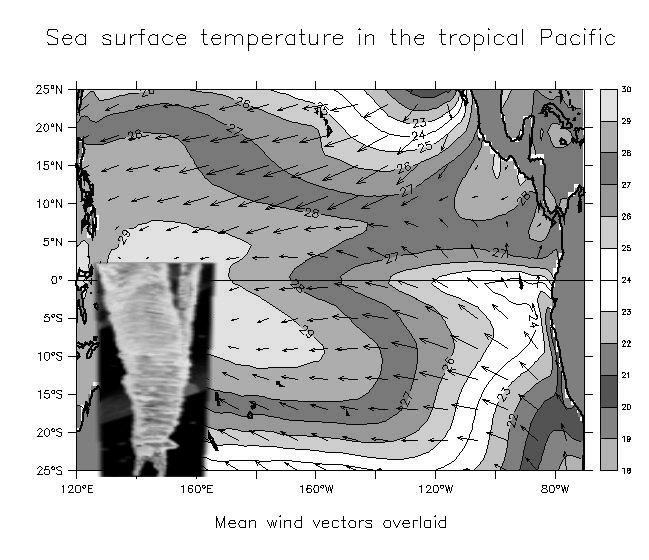 Sea surface temperature in the tropical Pacific
25°N
20°N
15°N
10°N
5°N
0°
5°S
10°S
15°S
20°S
25°S
120°E
160°E
160°W
120°W
80°W
30
29
28
27
26
25
24
23
22
21
20
19
18
26
26
27
28
23
24
25
26
27
28
28
29
27
27
28
29
24
26
27
23
22
Mean wind vectors overlaid